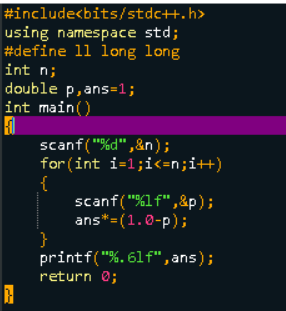 #include<bits/stdc++.h>
using namespace std;
#define ll long long
int n;
double p,ans=1;
int main()
{
scanf("%d",&n);
for(int i=1;i<=n;i++)
{
scanf("%lf",&p);
ans*=(1.0-p);
}
printf("%.6lf",ans);
return 0;
}